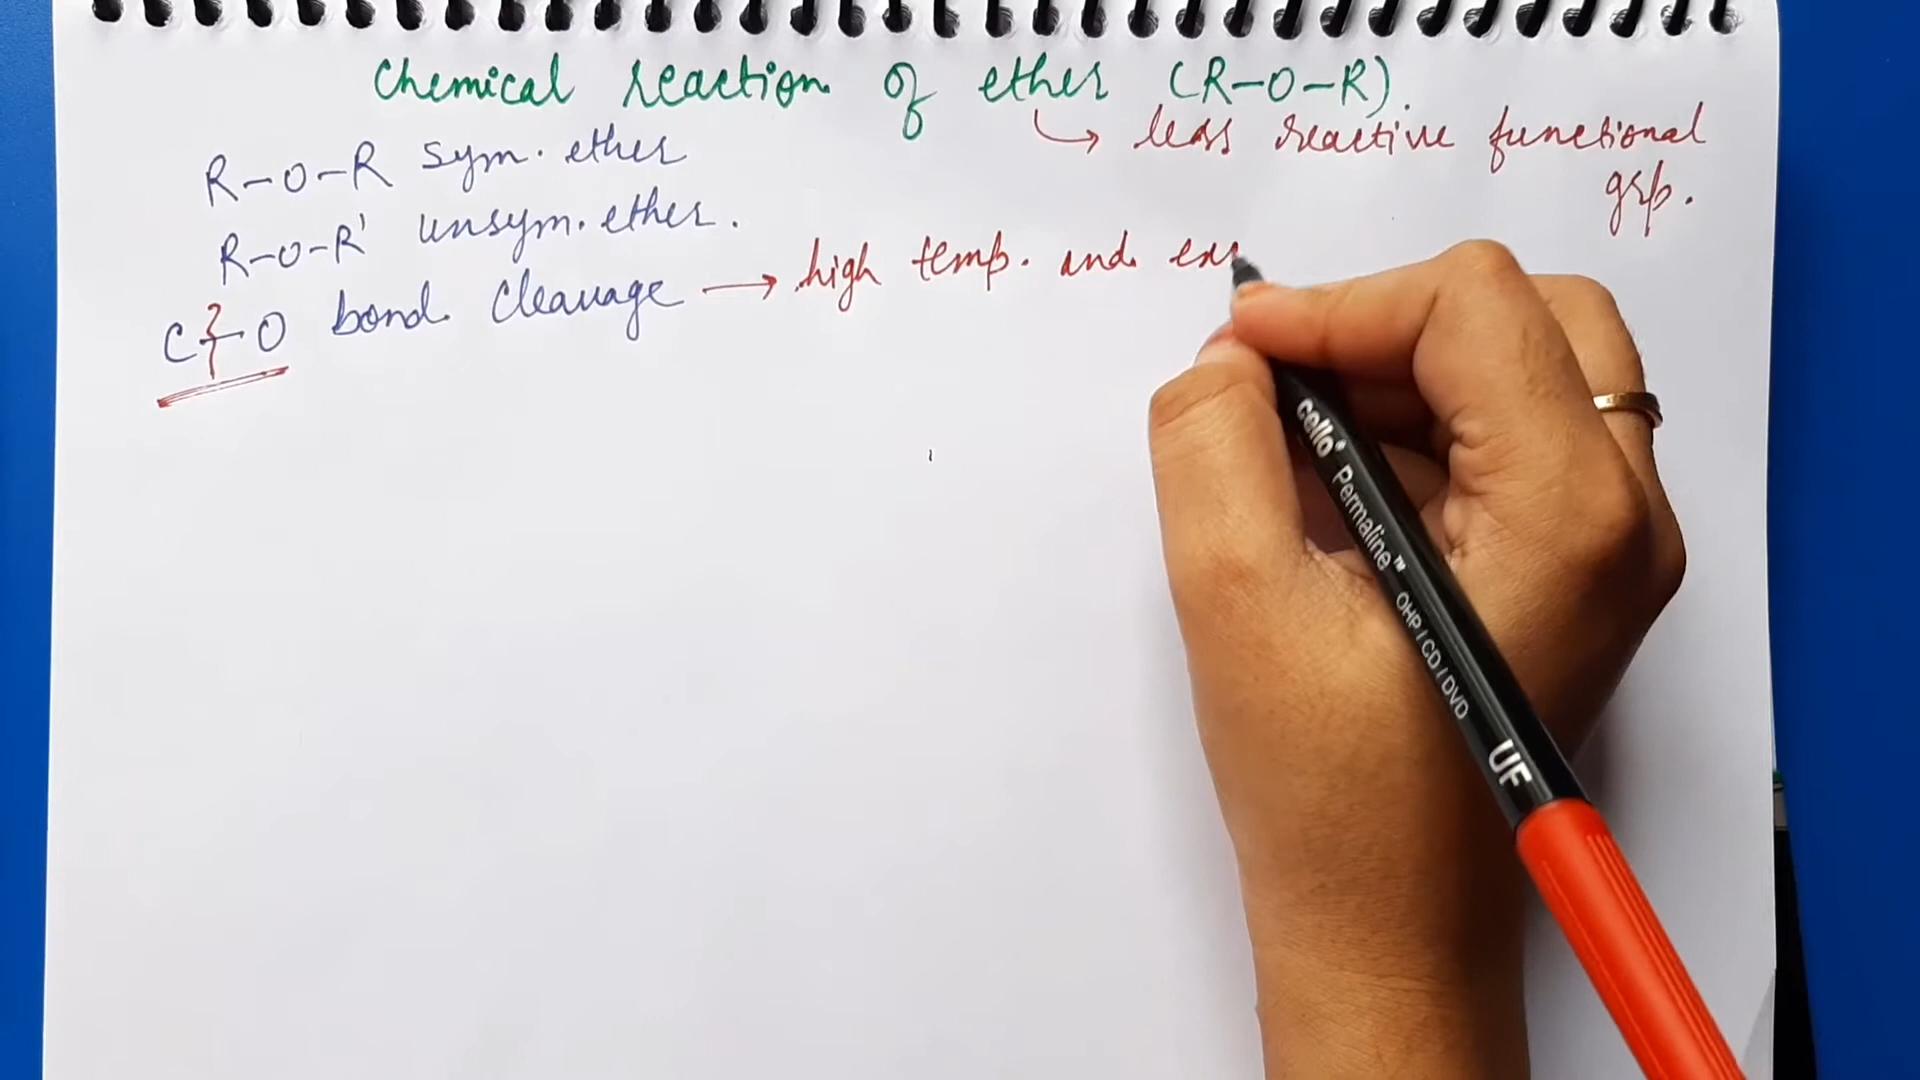 Chemical reaction of ether (R-O-R).
less reactive functional
grp.
R-O-R sym. ether
R-O-R' unsym. ether.
C-O bond cleavage → high temp. and
cello Permaline™ OHP/CD/DVD UF